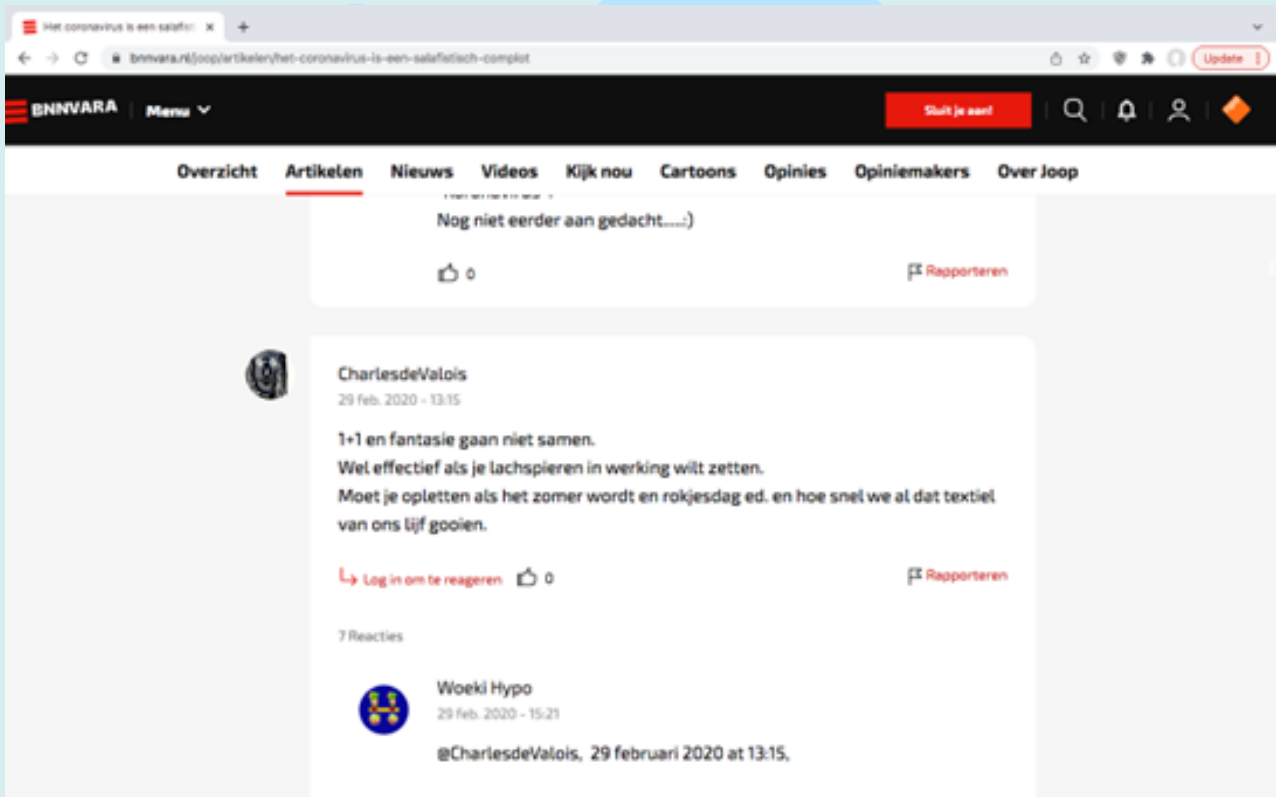 Het coronavirus is een salafist
bnnvara.nl/joop/artikelen/het-coronavirus-is-een-salafistisch-complot
Update
BNNVARA
Menu
Sluit je aan!
Overzicht Artikelen Nieuws Videos Kijk nou Cartoons Opinies Opiniemakers Over Joop
Nog niet eerder aan gedacht.....:)
0
Rapporteren
CharlesdeValois
29 feb. 2020 - 13:15
1+1 en fantasie gaan niet samen.
Wel effectief als je lachspieren in werking wilt zetten.
Moet je opletten als het zomer wordt en rokjesdag ed. en hoe snel we al dat textiel
van ons lijf gooien.
Log in om te reageren 0
Rapporteren
7 Reacties
Woeki Hypo
29 feb. 2020 - 15:21
@CharlesdeValois, 29 februari 2020 at 13:15,